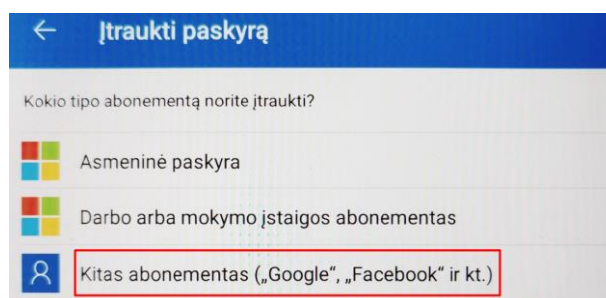 Įtraukti paskyrą
Kokio tipo abonementą norite įtraukti?
Asmeninė paskyra
Darbo arba mokymo įstaigos abonementas
Kitas abonementas („Google“, „Facebook“ ir kt.)